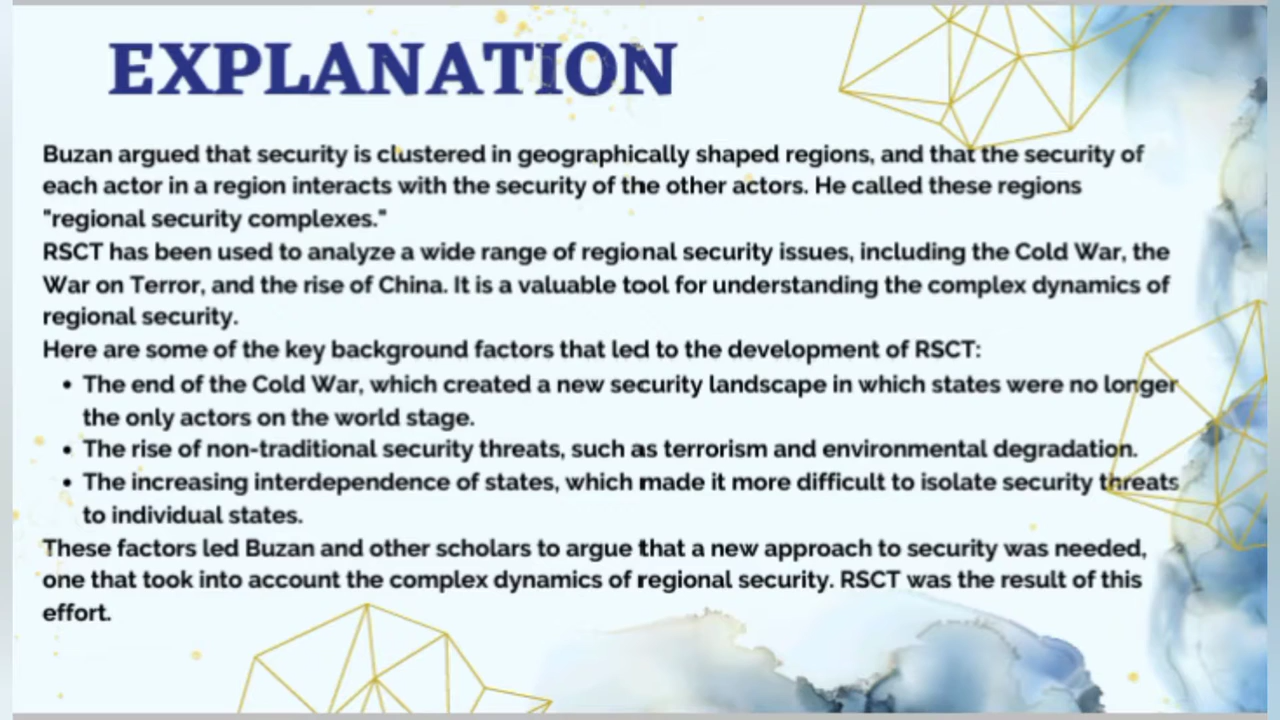 EXPLANATION
Buzan argued that security is clustered in geographically shaped regions, and that the security of
each actor in a region interacts with the security of the other actors. He called these regions
"regional security complexes."
RSCT has been used to analyze a wide range of regional security issues, including the Cold War, the
War on Terror, and the rise of China. It is a valuable tool for understanding the complex dynamics of
regional security.
Here are some of the key background factors that led to the development of RSCT:
• The end of the Cold War, which created a new security landscape in which states were no longer
the only actors on the world stage.
• The rise of non-traditional security threats, such as terrorism and environmental degradation.
• The increasing interdependence of states, which made it more difficult to isolate security threats
to individual states.
These factors led Buzan and other scholars to argue that a new approach to security was needed,
one that took into account the complex dynamics of regional security. RSCT was the result of this
effort.